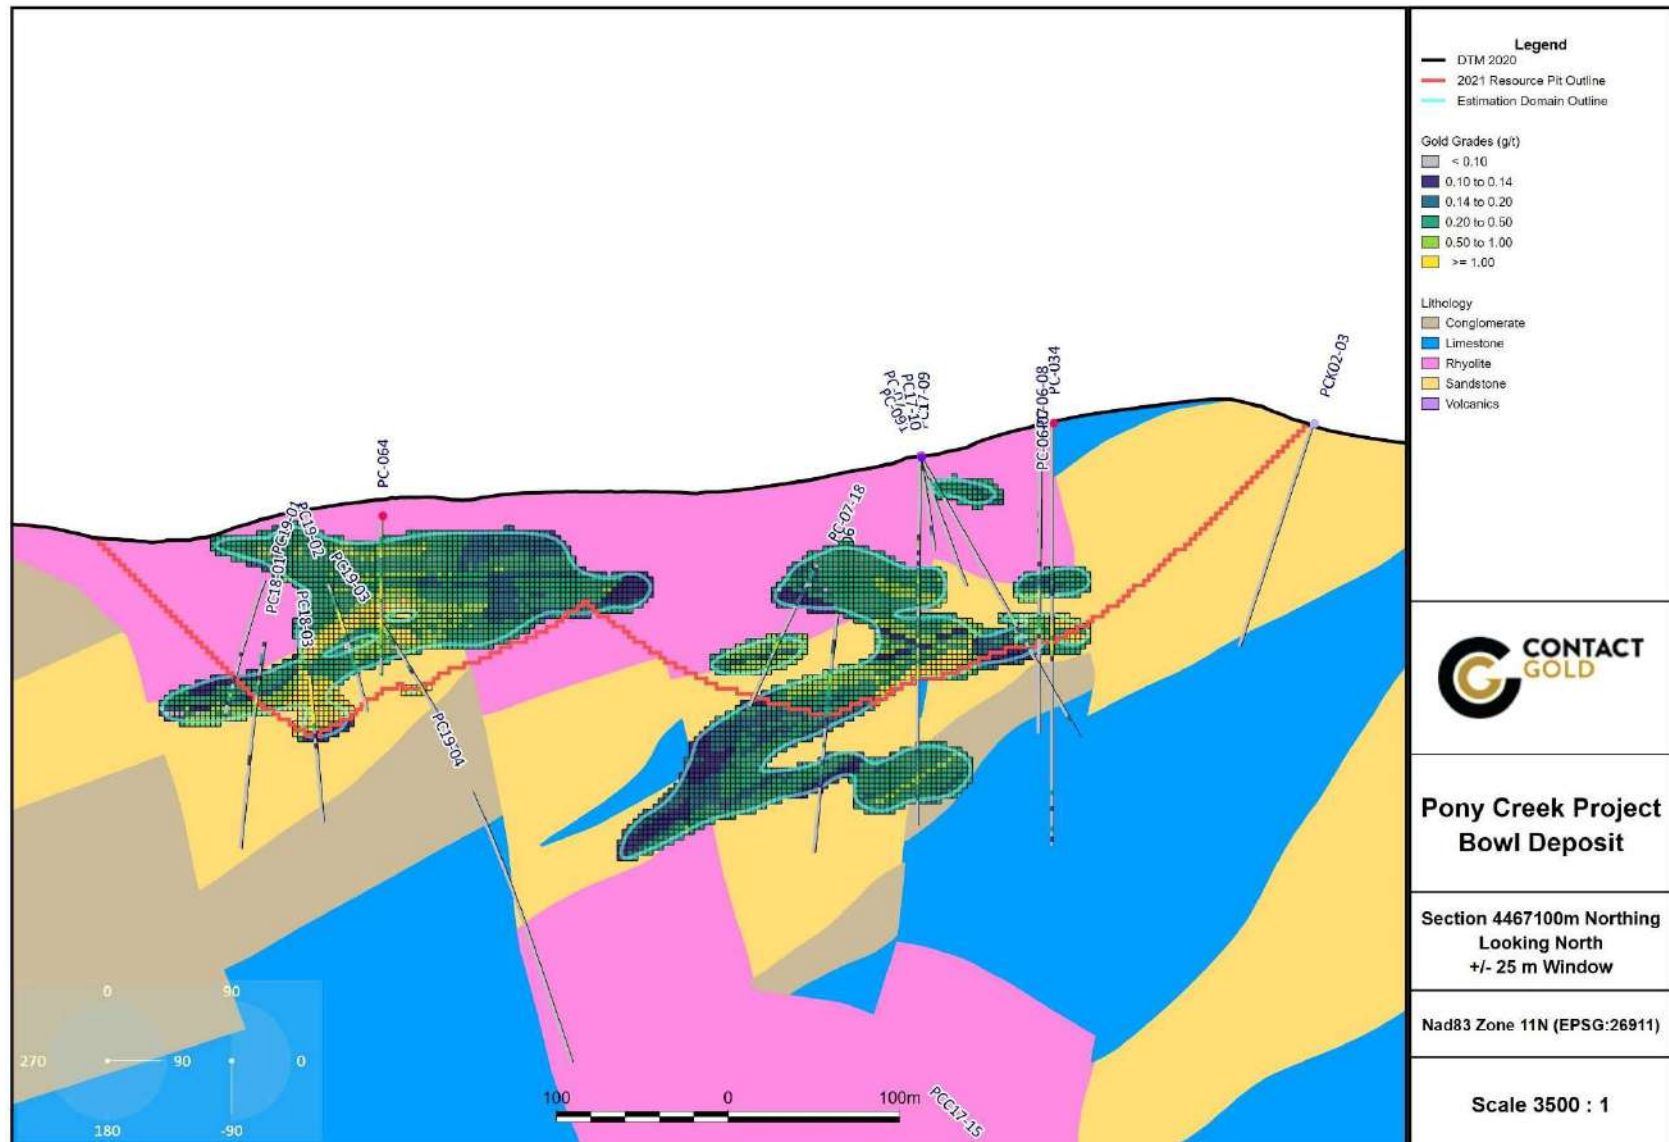 Legend
DTM 2020
2021 Resource Pit Outline
Estimation Domain Outline
Gold Grades (g/t)
< 0.10
0.10 to 0.14
0.14 to 0.20
0.20 to 0.50
0.50 to 1.00
>= 1.00
Lithology
Conglomerate
Limestone
Rhyolite
Sandstone
Volcanics
CONTACT
GOLD
Pony Creek Project
Bowl Deposit
Section 4467100m Northing
Looking North
+/- 25 m Window
Nad83 Zone 11N (EPSG:26911)
Scale 3500 : 1
PC-064
PC19-01
PC19-02
PC18-01
PC19-03
PC18-03
PC19-04
PC-07-18
PC-091
PC17-10
PC-034
PCK02-03
PCC17-15
0
90
270
90
0
180
-90
100
0
100m